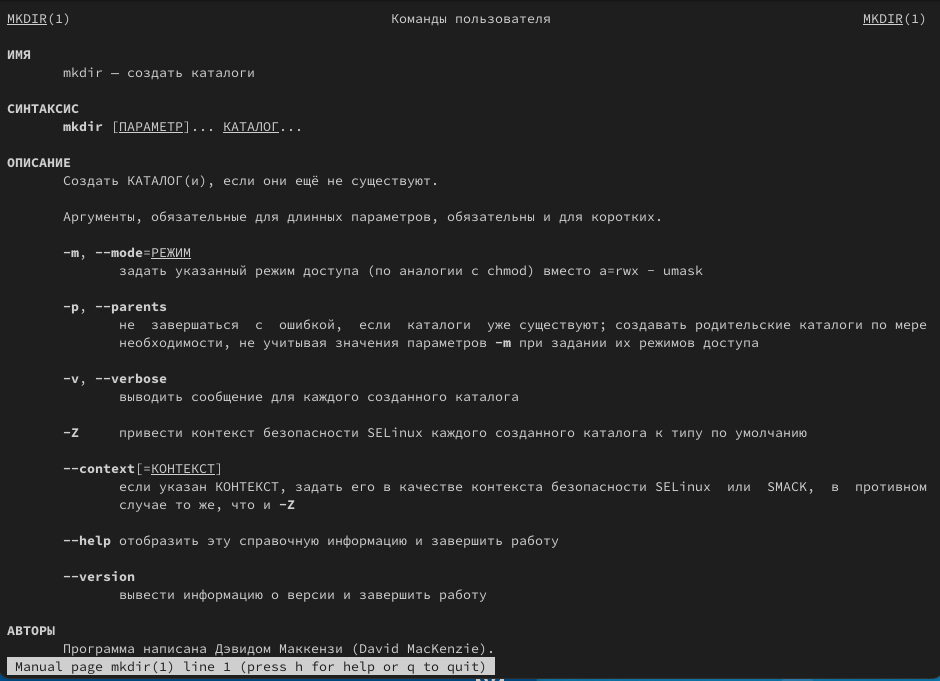 MKDIR(1) Команды пользователя MKDIR(1)
ИМЯ
mkdir — создать каталоги
СИНТАКСИС
mkdir [ПАРАМЕТР]... КАТАЛОГ...
ОПИСАНИЕ
Создать КАТАЛОГ(и), если они ещё не существуют.
Аргументы, обязательные для длинных параметров, обязательны и для коротких.
-m, --mode=РЕЖИМ
задать указанный режим доступа (по аналогии с chmod) вместо a=rwx - umask
-p, --parents
не завершаться с ошибкой, если каталоги уже существуют; создавать родительские каталоги по мере
необходимости, не учитывая значения параметров -m при задании их режимов доступа
-v, --verbose
выводить сообщение для каждого созданного каталога
-Z привести контекст безопасности SELinux каждого созданного каталога к типу по умолчанию
--context[=КОНТЕКСТ]
если указан КОНТЕКСТ, задать его в качестве контекста безопасности SELinux или SMACK, в противном
случае то же, что и -Z
--help отобразить эту справочную информацию и завершить работу
--version
вывести информацию о версии и завершить работу
АВТОРЫ
Программа написана Дэвидом Маккензи (David MacKenzie).
Manual page mkdir(1) line 1 (press h for help or q to quit)